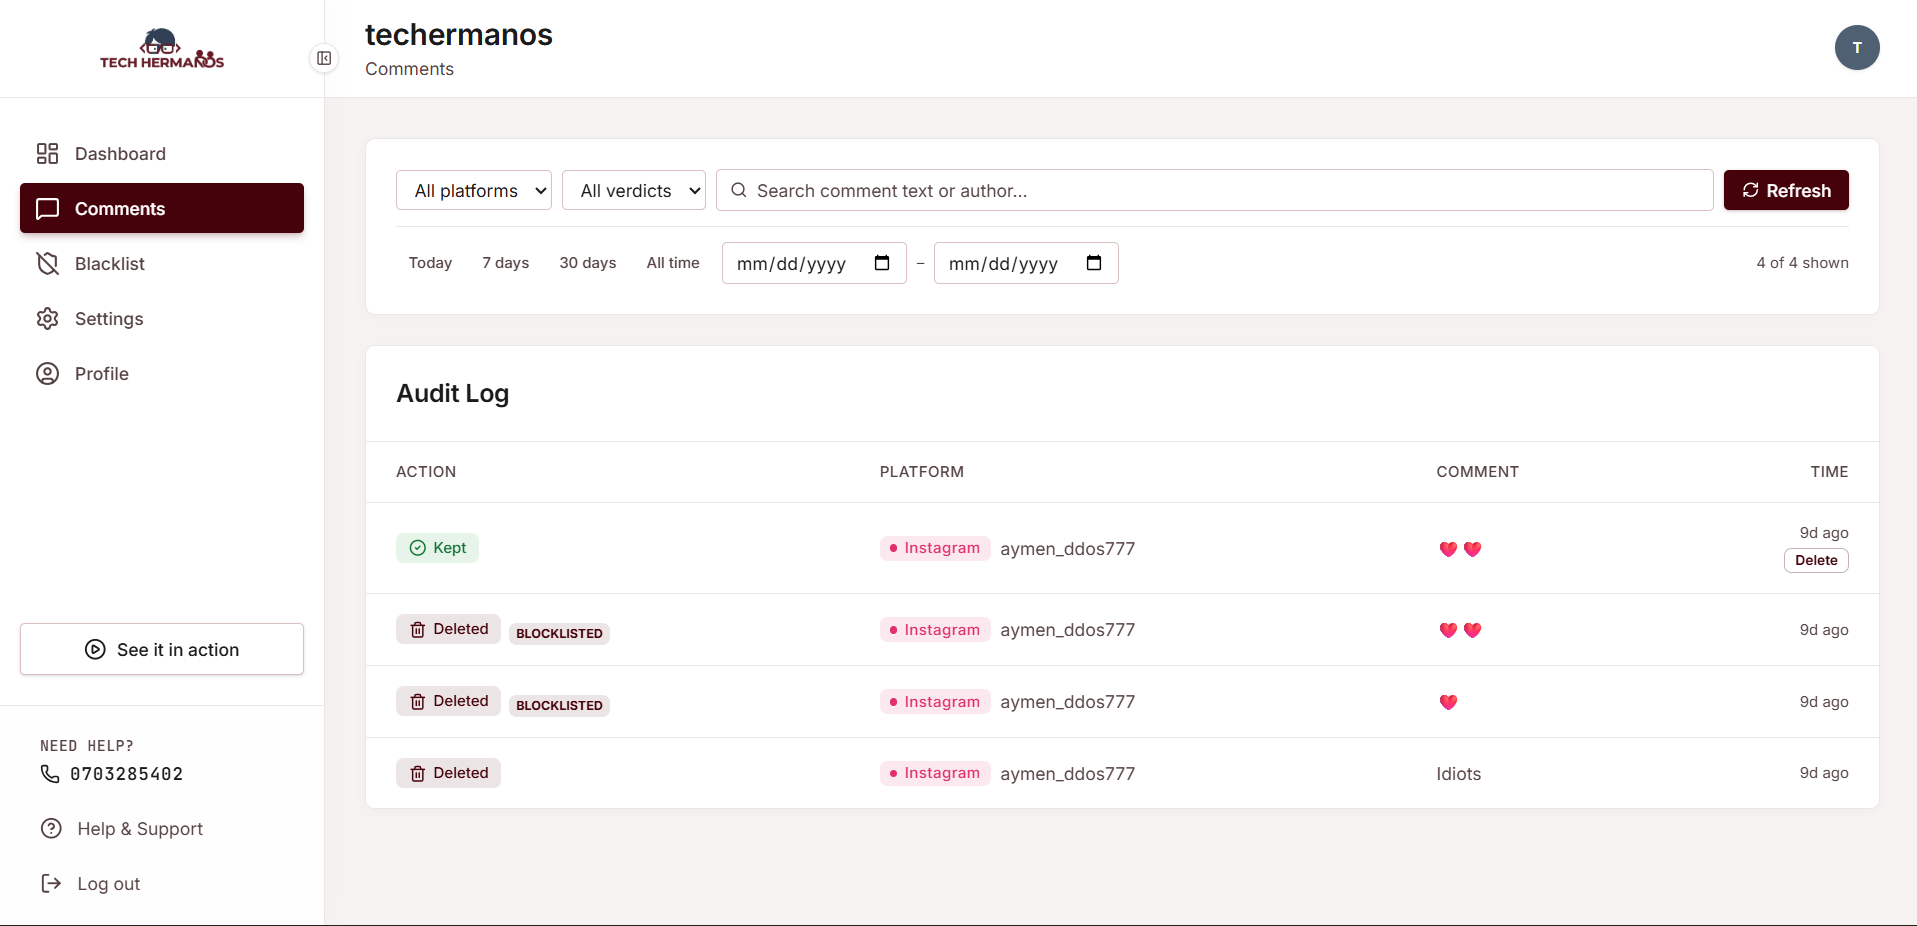 TECH HERMANOS
techermanos
Comments
T
Dashboard
Comments
Blacklist
Settings
Profile
See it in action
NEED HELP?
0703285402
Help & Support
Log out
All platforms
All verdicts
Search comment text or author...
Refresh
Today 7 days 30 days All time mm/dd/yyyy – mm/dd/yyyy 4 of 4 shown
Audit Log
ACTION PLATFORM COMMENT TIME
Kept Instagram aymen_ddos777 💗💗 9d ago
Delete
Deleted BLOCKLISTED Instagram aymen_ddos777 💗💗 9d ago
Deleted BLOCKLISTED Instagram aymen_ddos777 💗 9d ago
Deleted Instagram aymen_ddos777 Idiots 9d ago